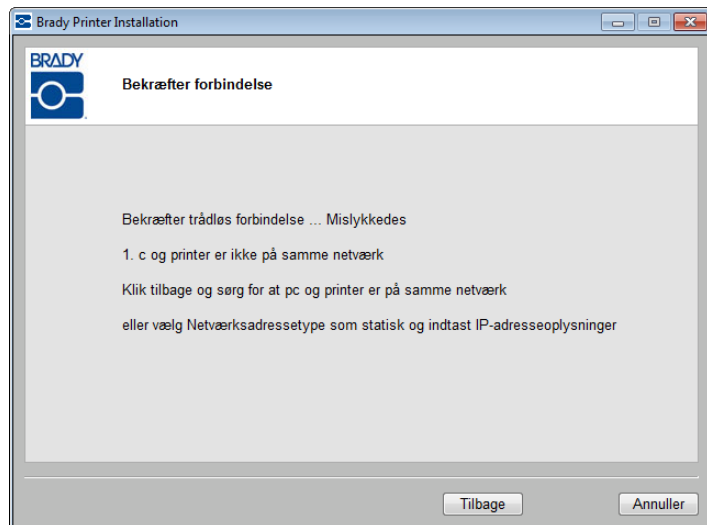 Brady Printer Installation
BRADY
Bekræfter forbindelse
Bekræfter trådløs forbindelse ... Mislykkedes
1. c og printer er ikke på samme netværk
Klik tilbage og sørg for at pc og printer er på samme netværk
eller vælg Netværksadressetype som statisk og indtast IP-adresseoplysninger
Tilbage
Annuller